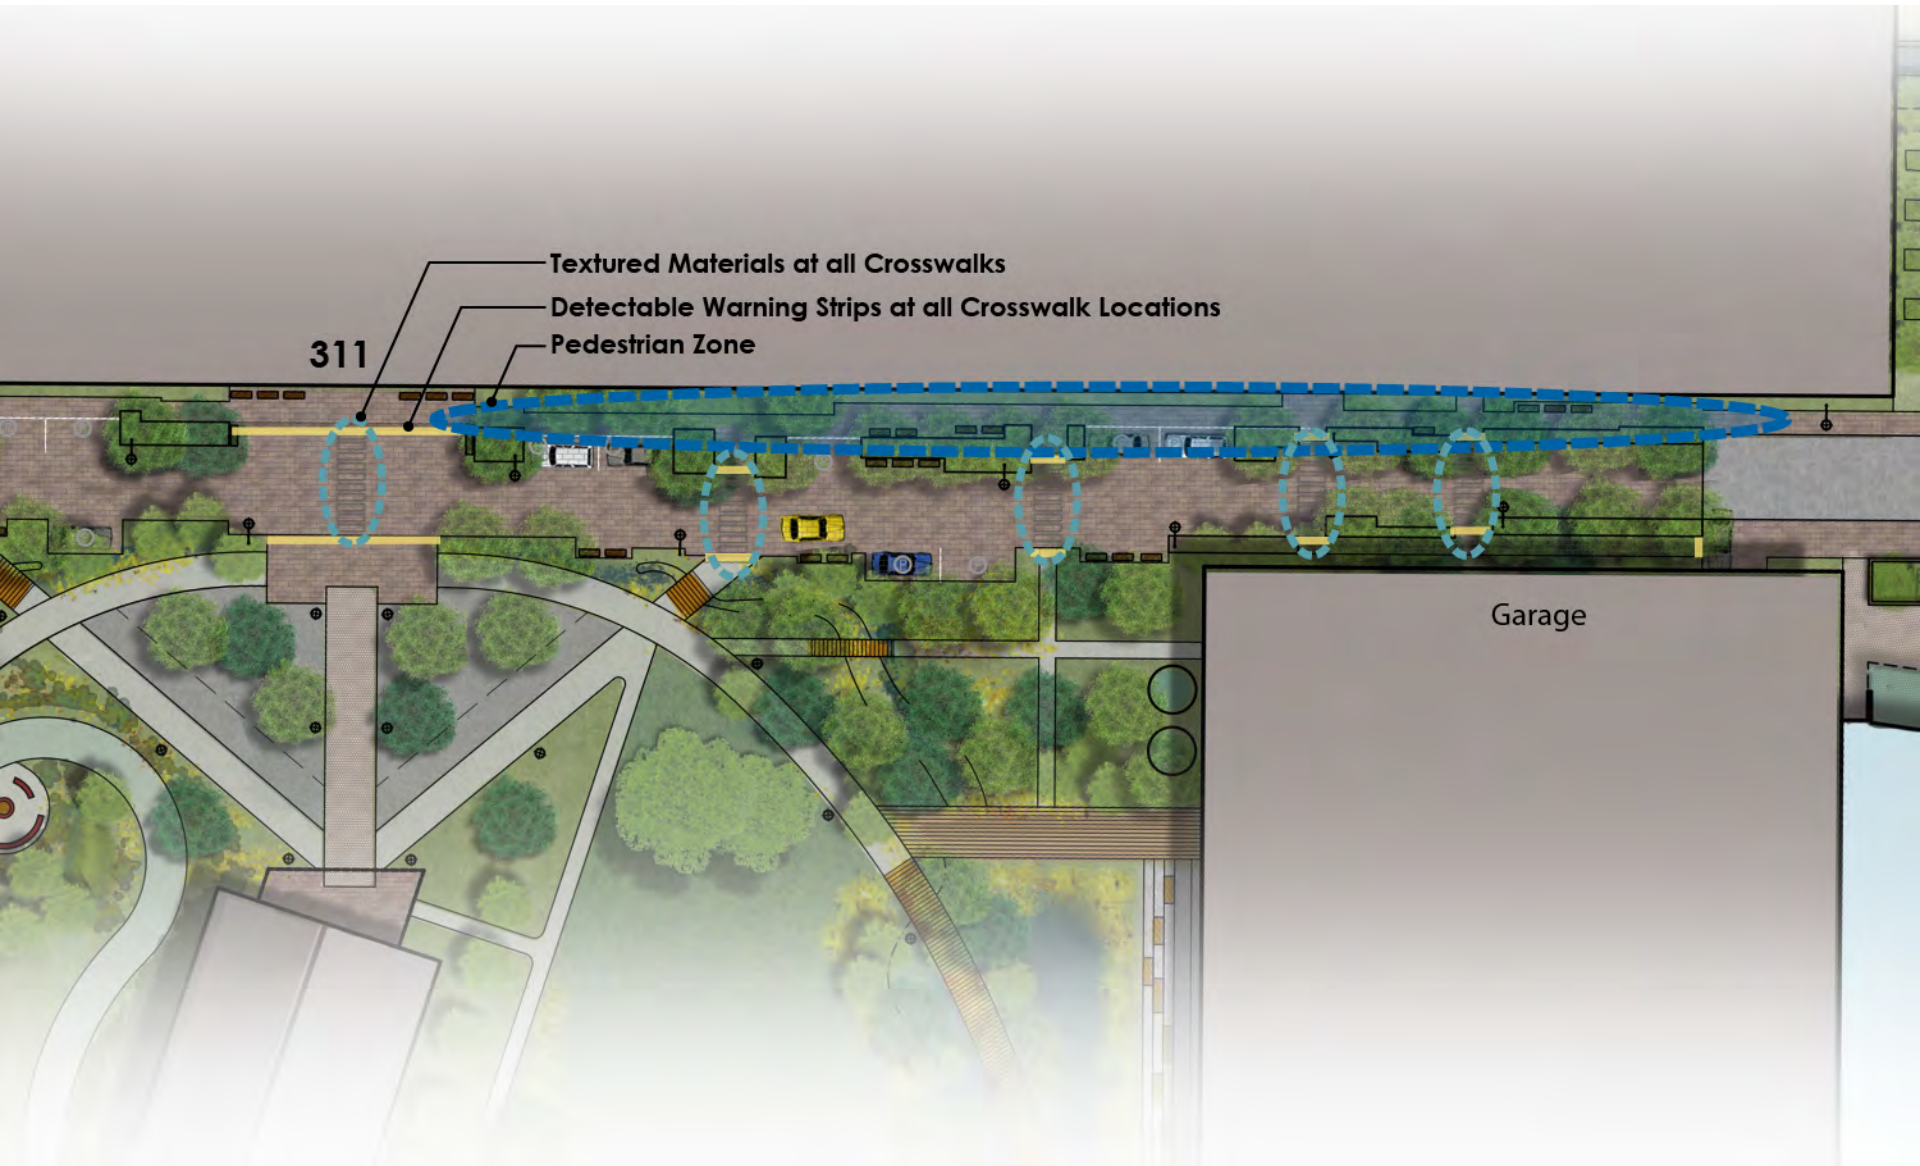 Textured Materials at all Crosswalks
Detectable Warning Strips at all Crosswalk Locations
311
Pedestrian Zone
Garage